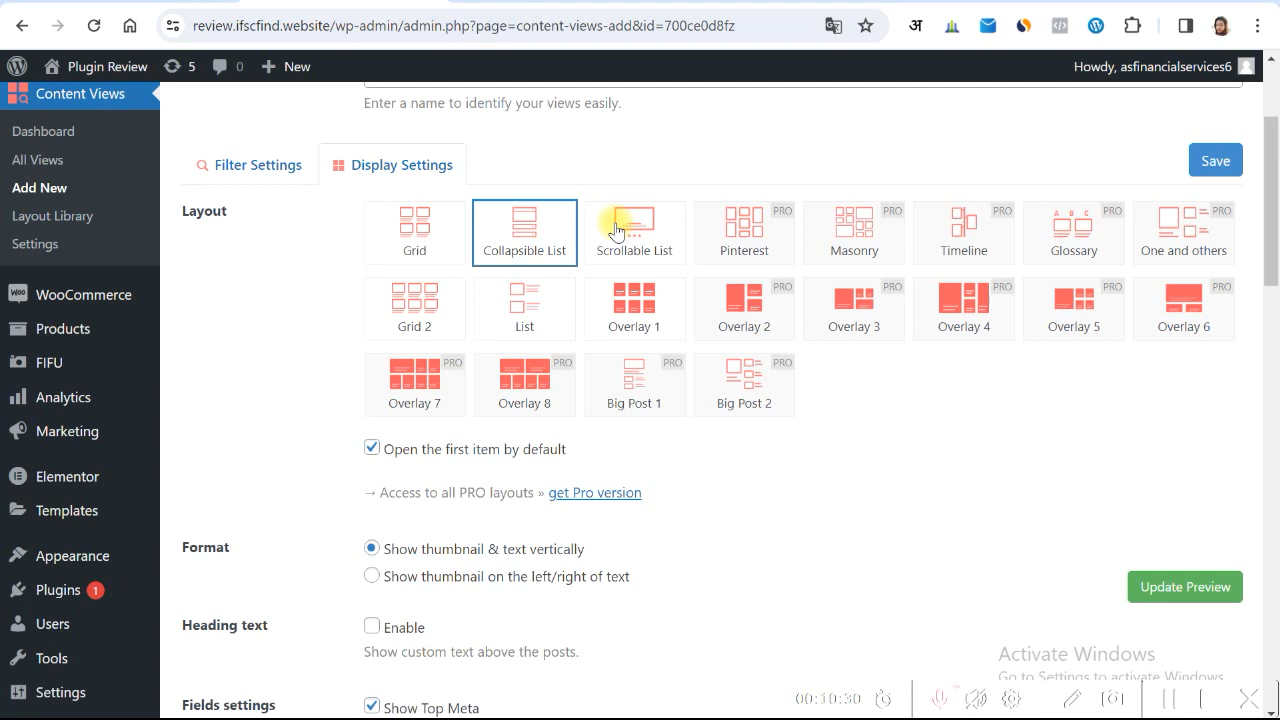 review.ifscfind.website/wp-admin/admin.php?page=content-views-add&id=700ce0d8fz
अ
Plugin Review 5 0 New Howdy, asfinancialservices6
Content Views
Dashboard
All Views
Add New
Layout Library
Settings
WooCommerce
Products
FIFU
Analytics
Marketing
Elementor
Templates
Appearance
Plugins 1
Users
Tools
Settings
Enter a name to identify your views easily.
Filter Settings Display Settings Save
Layout
Grid Collapsible List Scrollable List Pinterest PRO Masonry PRO Timeline PRO A B C Glossary PRO One and others PRO
Grid 2 List Overlay 1 Overlay 2 PRO Overlay 3 PRO Overlay 4 PRO Overlay 5 PRO Overlay 6 PRO
Overlay 7 PRO Overlay 8 PRO Big Post 1 PRO Big Post 2 PRO
Open the first item by default
→ Access to all PRO layouts » get Pro version
Format
Show thumbnail & text vertically
Show thumbnail on the left/right of text
Update Preview
Heading text
Enable
Show custom text above the posts.
Activate Windows
Go to Settings to activate Windows.
Fields settings
Show Top Meta
00:10:30